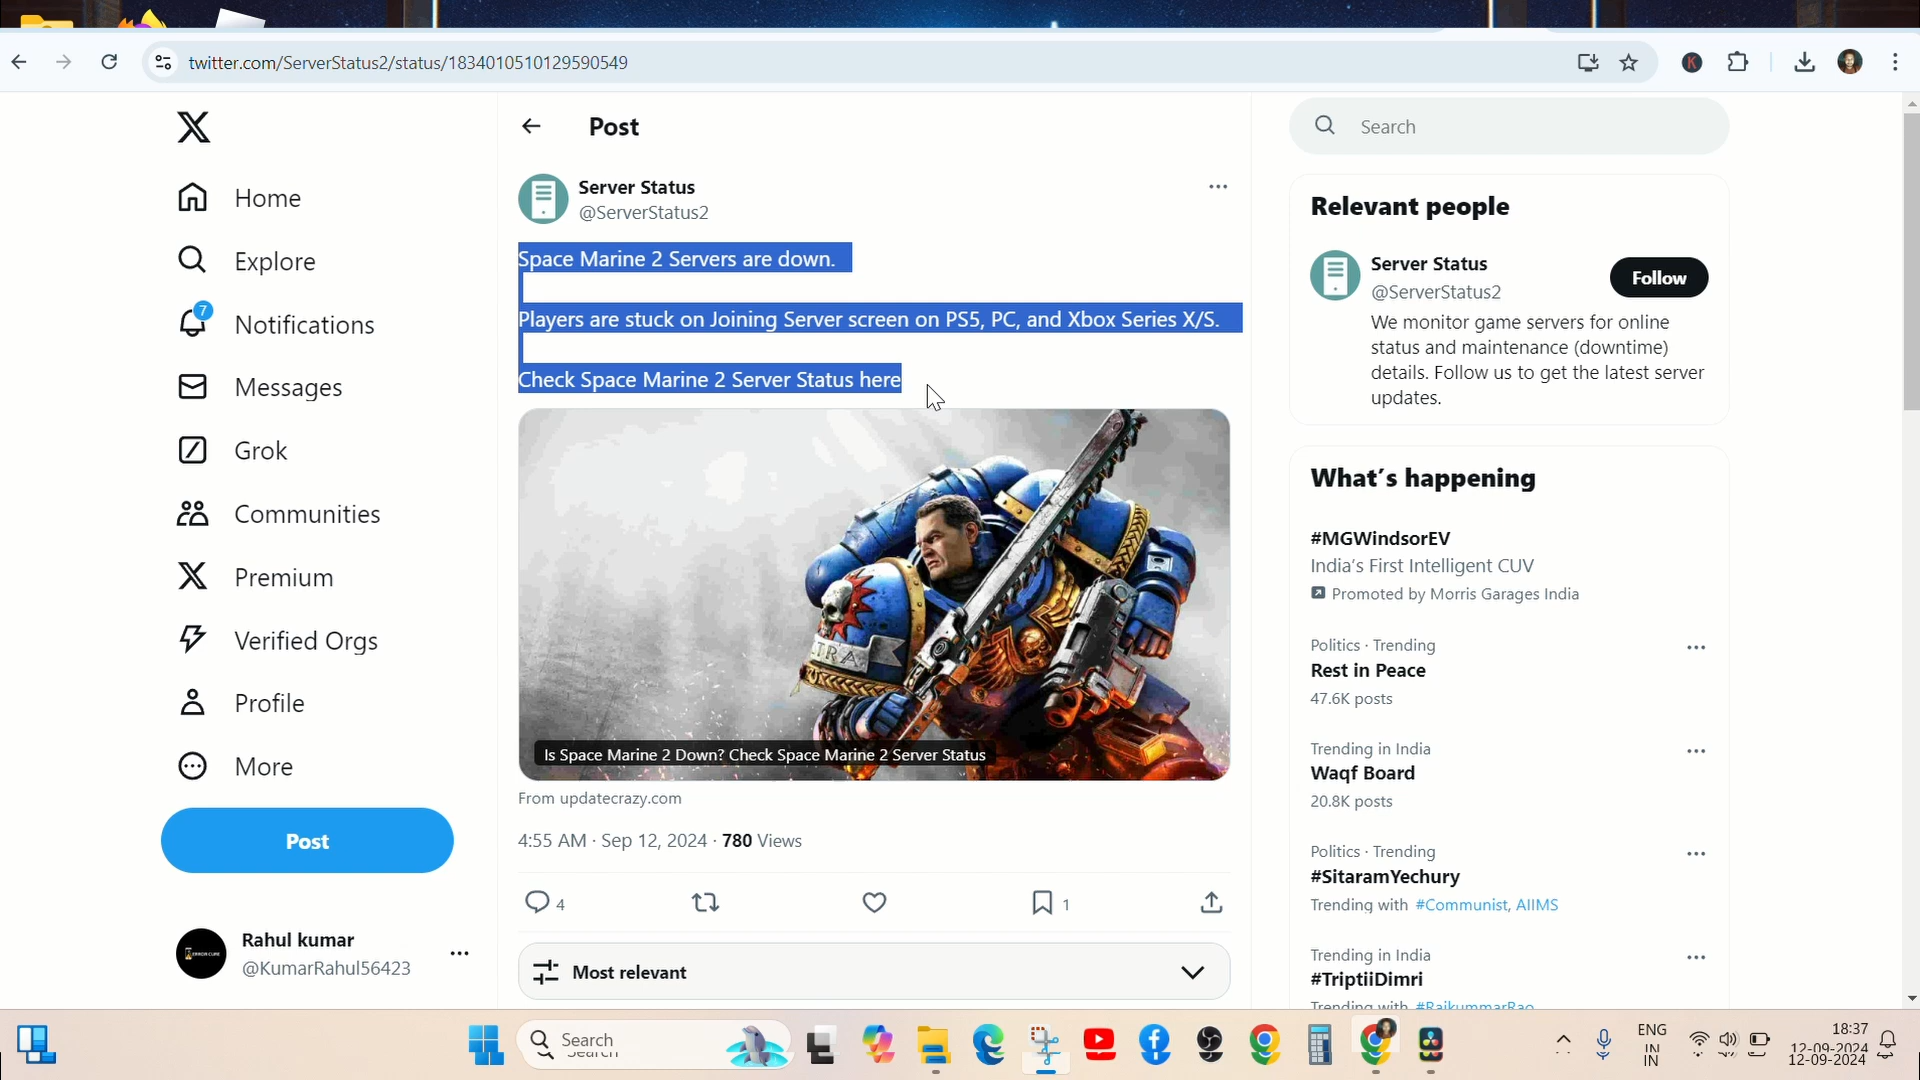 twitter.com/ServerStatus2/status/1834010510129590549
Post
Search
Server Status
@ServerStatus2
Space Marine 2 Servers are down.
Players are stuck on Joining Server screen on PS5, PC, and Xbox Series X/S.
Check Space Marine 2 Server Status here
ULTRA
Is Space Marine 2 Down? Check Space Marine 2 Server Status
From updatecrazy.com
4:55 AM · Sep 12, 2024 · 780 Views
4
1
Most relevant
Home
Explore
7
Notifications
Messages
Grok
Communities
Premium
Verified Orgs
Profile
More
Post
Rahul kumar
@KumarRahul56423
Relevant people
Server Status
@ServerStatus2
Follow
We monitor game servers for online
status and maintenance (downtime)
details. Follow us to get the latest server
updates.
What's happening
#MGWindsorEV
India's First Intelligent CUV
Promoted by Morris Garages India
Politics · Trending
Rest in Peace
47.6K posts
Trending in India
Waqf Board
20.8K posts
Politics · Trending
#SitaramYechury
Trending with #Communist, AIIMS
Trending in India
#TriptiiDimri
Trending with #RajkummarRao
Search
ENG
IN
18:37
12-09-2024